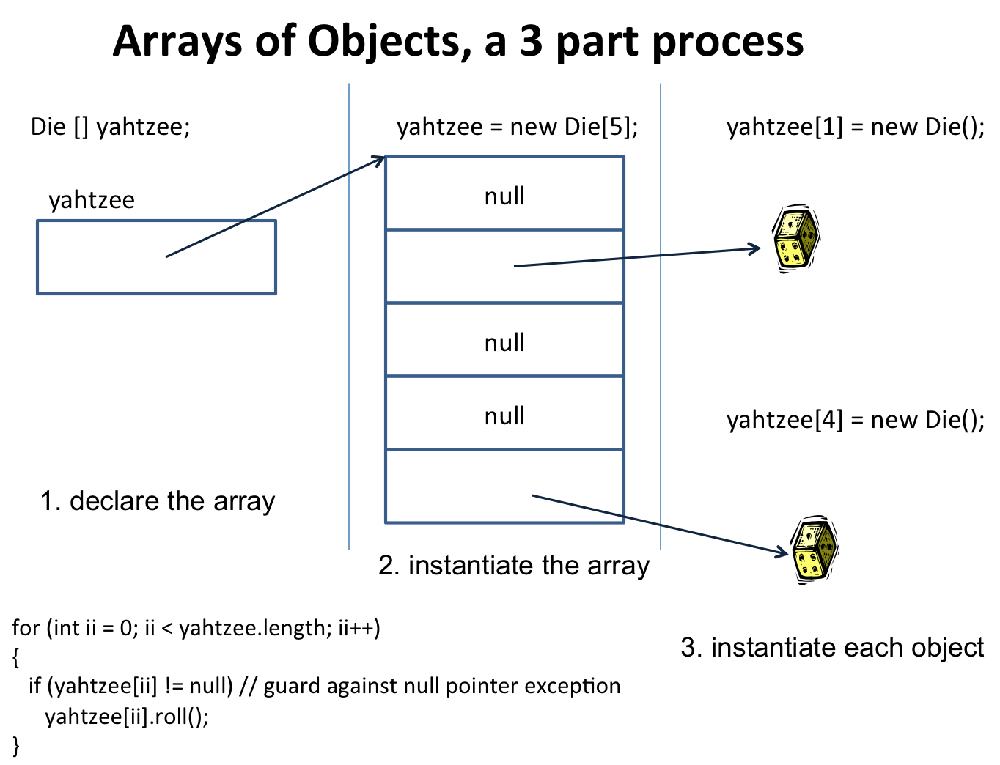 Arrays of Objects, a 3 part process
Die [] yahtzee;
yahtzee
1. declare the array
yahtzee = new Die[5];
null
null
null
2. instantiate the array
yahtzee[1] = new Die();
yahtzee[4] = new Die();
3. instantiate each object
for (int ii = 0; ii < yahtzee.length; ii++)
{
if (yahtzee[ii] != null) // guard against null pointer exception
yahtzee[ii].roll();
}